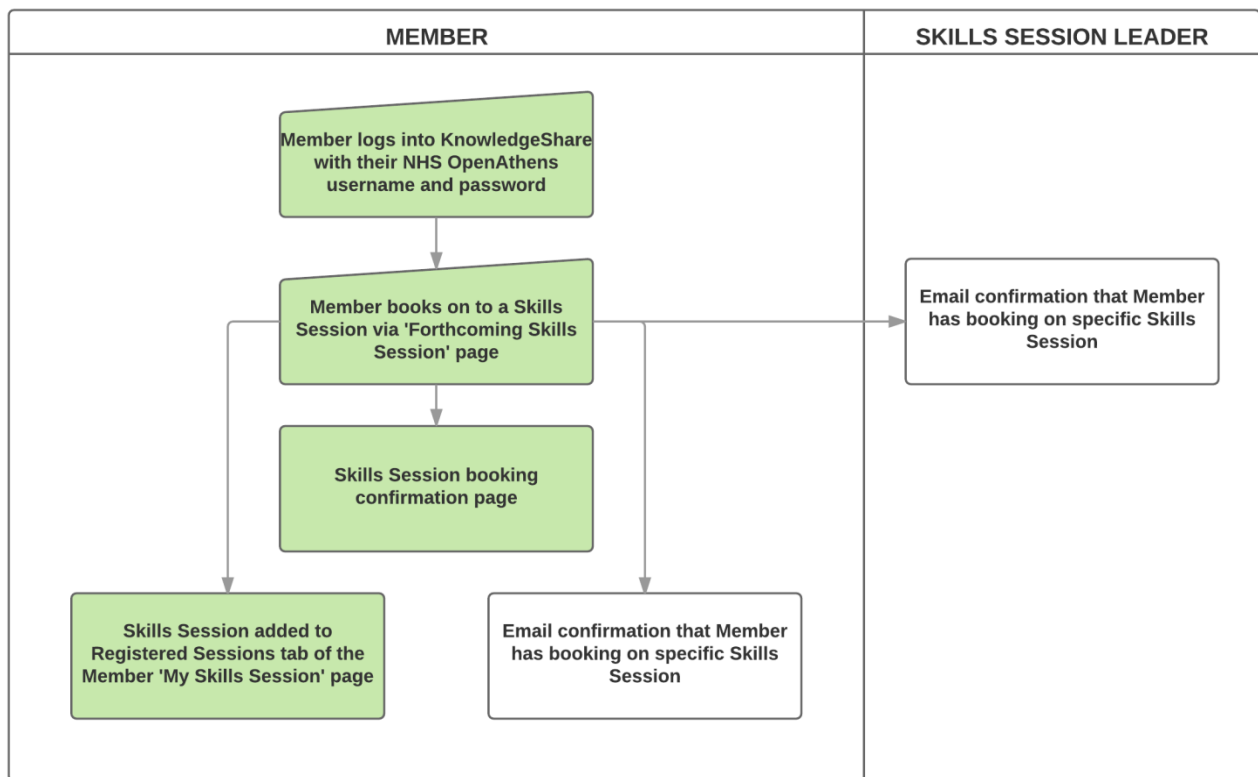 MEMBER
SKILLS SESSION LEADER
Member logs into KnowledgeShare
with their NHS OpenAthens
username and password
Member books on to a Skills
Session via 'Forthcoming Skills
Session' page
Email confirmation that Member
has booking on specific Skills
Session
Skills Session booking
confirmation page
Skills Session added to
Registered Sessions tab of the
Member 'My Skills Session' page
Email confirmation that Member
has booking on specific Skills
Session